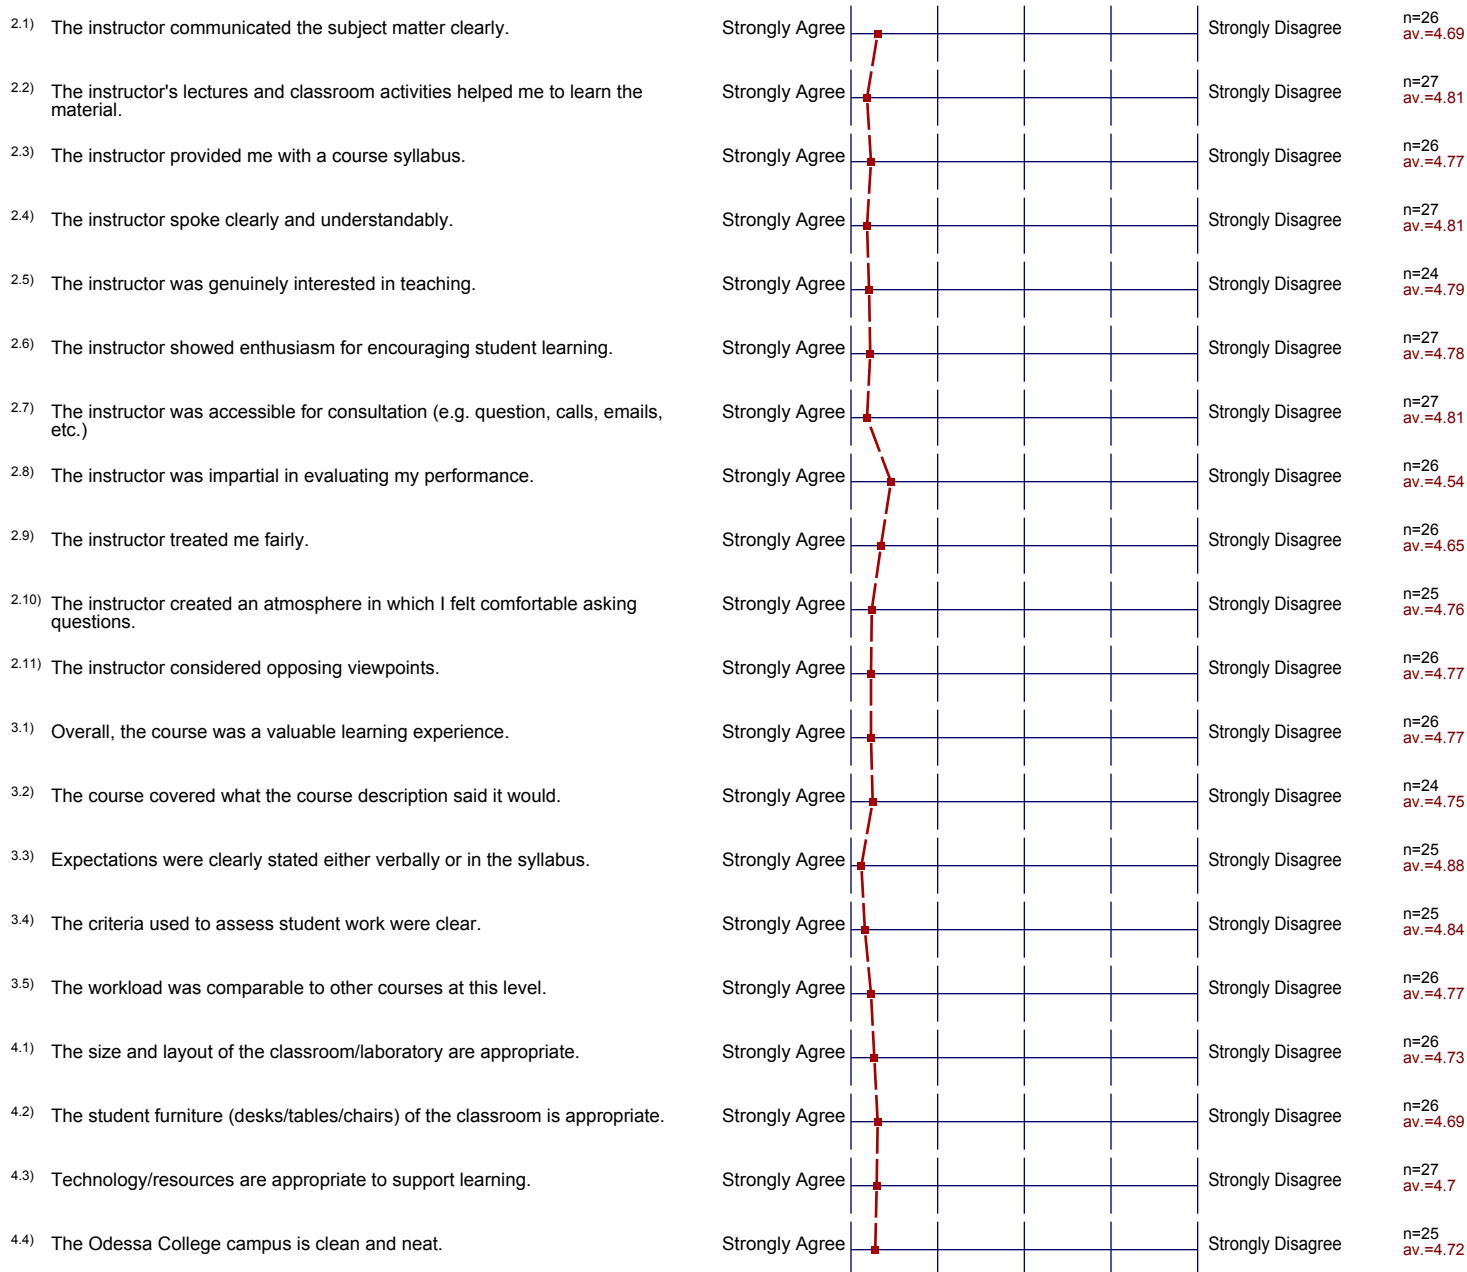 2.1) The instructor communicated the subject matter clearly. Strongly Agree Strongly Disagree n=26
av.=4.69
2.2) The instructor's lectures and classroom activities helped me to learn the
material. Strongly Agree Strongly Disagree n=27
av.=4.81
2.3) The instructor provided me with a course syllabus. Strongly Agree Strongly Disagree n=26
av.=4.77
2.4) The instructor spoke clearly and understandably. Strongly Agree Strongly Disagree n=27
av.=4.81
2.5) The instructor was genuinely interested in teaching. Strongly Agree Strongly Disagree n=24
av.=4.79
2.6) The instructor showed enthusiasm for encouraging student learning. Strongly Agree Strongly Disagree n=27
av.=4.78
2.7) The instructor was accessible for consultation (e.g. question, calls, emails,
etc.) Strongly Agree Strongly Disagree n=27
av.=4.81
2.8) The instructor was impartial in evaluating my performance. Strongly Agree Strongly Disagree n=26
av.=4.54
2.9) The instructor treated me fairly. Strongly Agree Strongly Disagree n=26
av.=4.65
2.10) The instructor created an atmosphere in which I felt comfortable asking
questions. Strongly Agree Strongly Disagree n=25
av.=4.76
2.11) The instructor considered opposing viewpoints. Strongly Agree Strongly Disagree n=26
av.=4.77
3.1) Overall, the course was a valuable learning experience. Strongly Agree Strongly Disagree n=26
av.=4.77
3.2) The course covered what the course description said it would. Strongly Agree Strongly Disagree n=24
av.=4.75
3.3) Expectations were clearly stated either verbally or in the syllabus. Strongly Agree Strongly Disagree n=25
av.=4.88
3.4) The criteria used to assess student work were clear. Strongly Agree Strongly Disagree n=25
av.=4.84
3.5) The workload was comparable to other courses at this level. Strongly Agree Strongly Disagree n=26
av.=4.77
4.1) The size and layout of the classroom/laboratory are appropriate. Strongly Agree Strongly Disagree n=26
av.=4.73
4.2) The student furniture (desks/tables/chairs) of the classroom is appropriate. Strongly Agree Strongly Disagree n=26
av.=4.69
4.3) Technology/resources are appropriate to support learning. Strongly Agree Strongly Disagree n=27
av.=4.7
4.4) The Odessa College campus is clean and neat. Strongly Agree Strongly Disagree n=25
av.=4.72